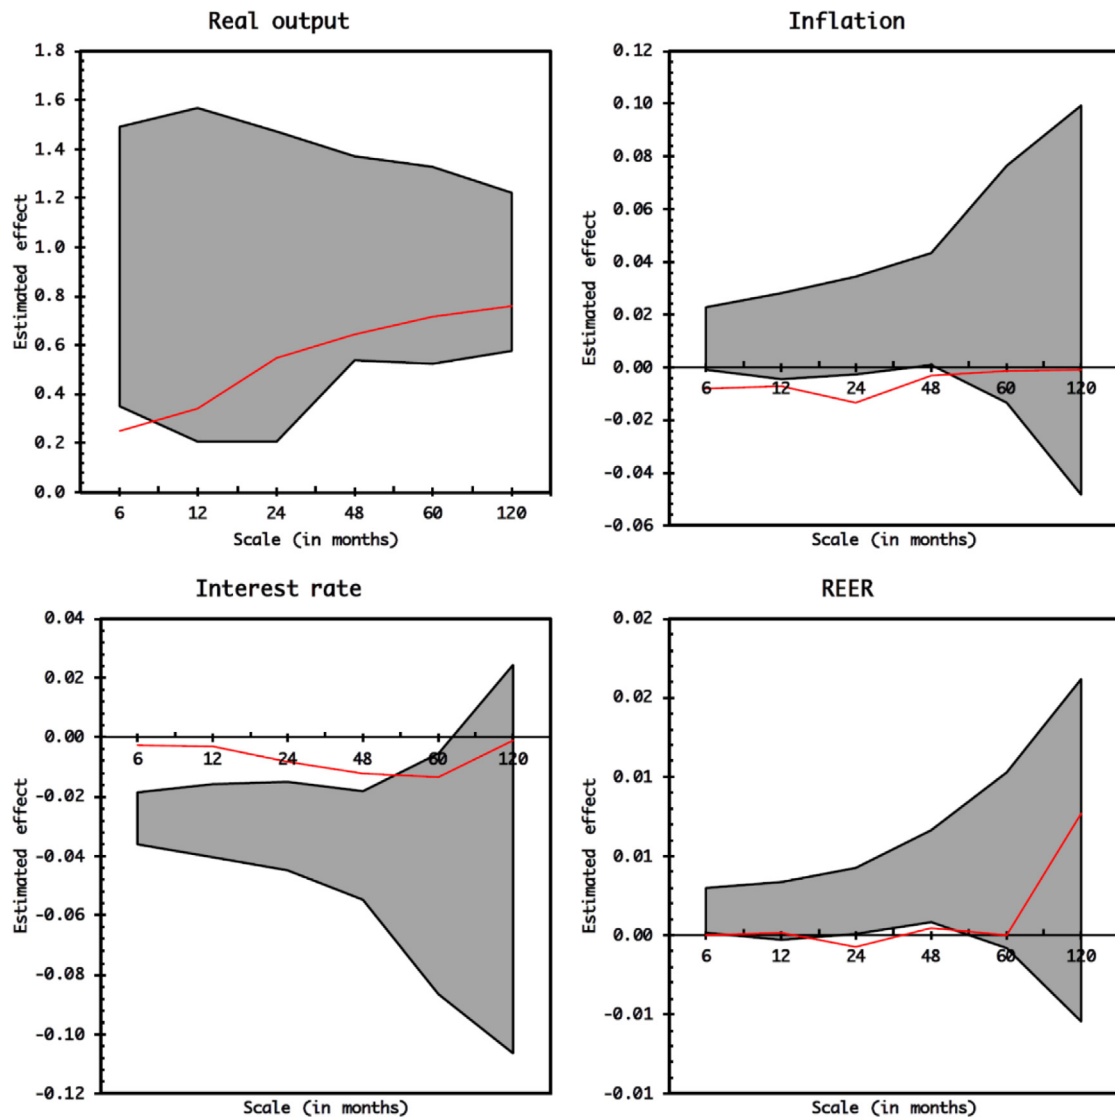 Real output
1.8
1.6
1.4
1.2
1.0
0.8
0.6
0.4
0.2
0.0
Estimated effect
6 12 24 48 60 120
Scale (in months)
Inflation
0.12
0.10
0.08
0.06
0.04
0.02
0.00
-0.02
-0.04
-0.06
Estimated effect
6 12 24 48 60 120
Scale (in months)
Interest rate
0.04
0.02
0.00
-0.02
-0.04
-0.06
-0.08
-0.10
-0.12
Estimated effect
6 12 24 48 60 120
Scale (in months)
REER
0.02
0.02
0.01
0.01
0.00
-0.01
-0.01
Estimated effect
6 12 24 48 60 120
Scale (in months)